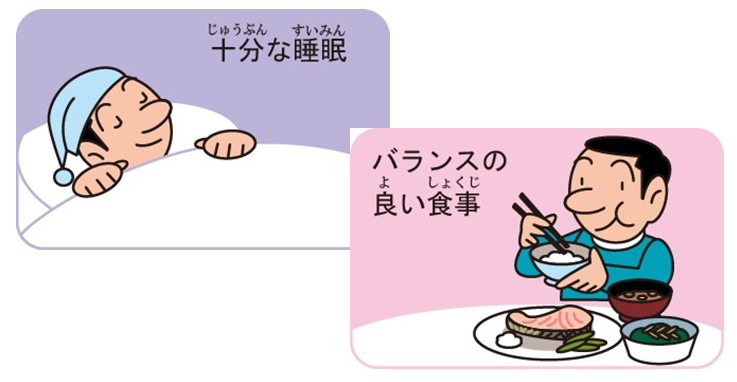 じゅうぶん すいみん
十分な睡眠
バランスの
よ しょくじ
良い食事